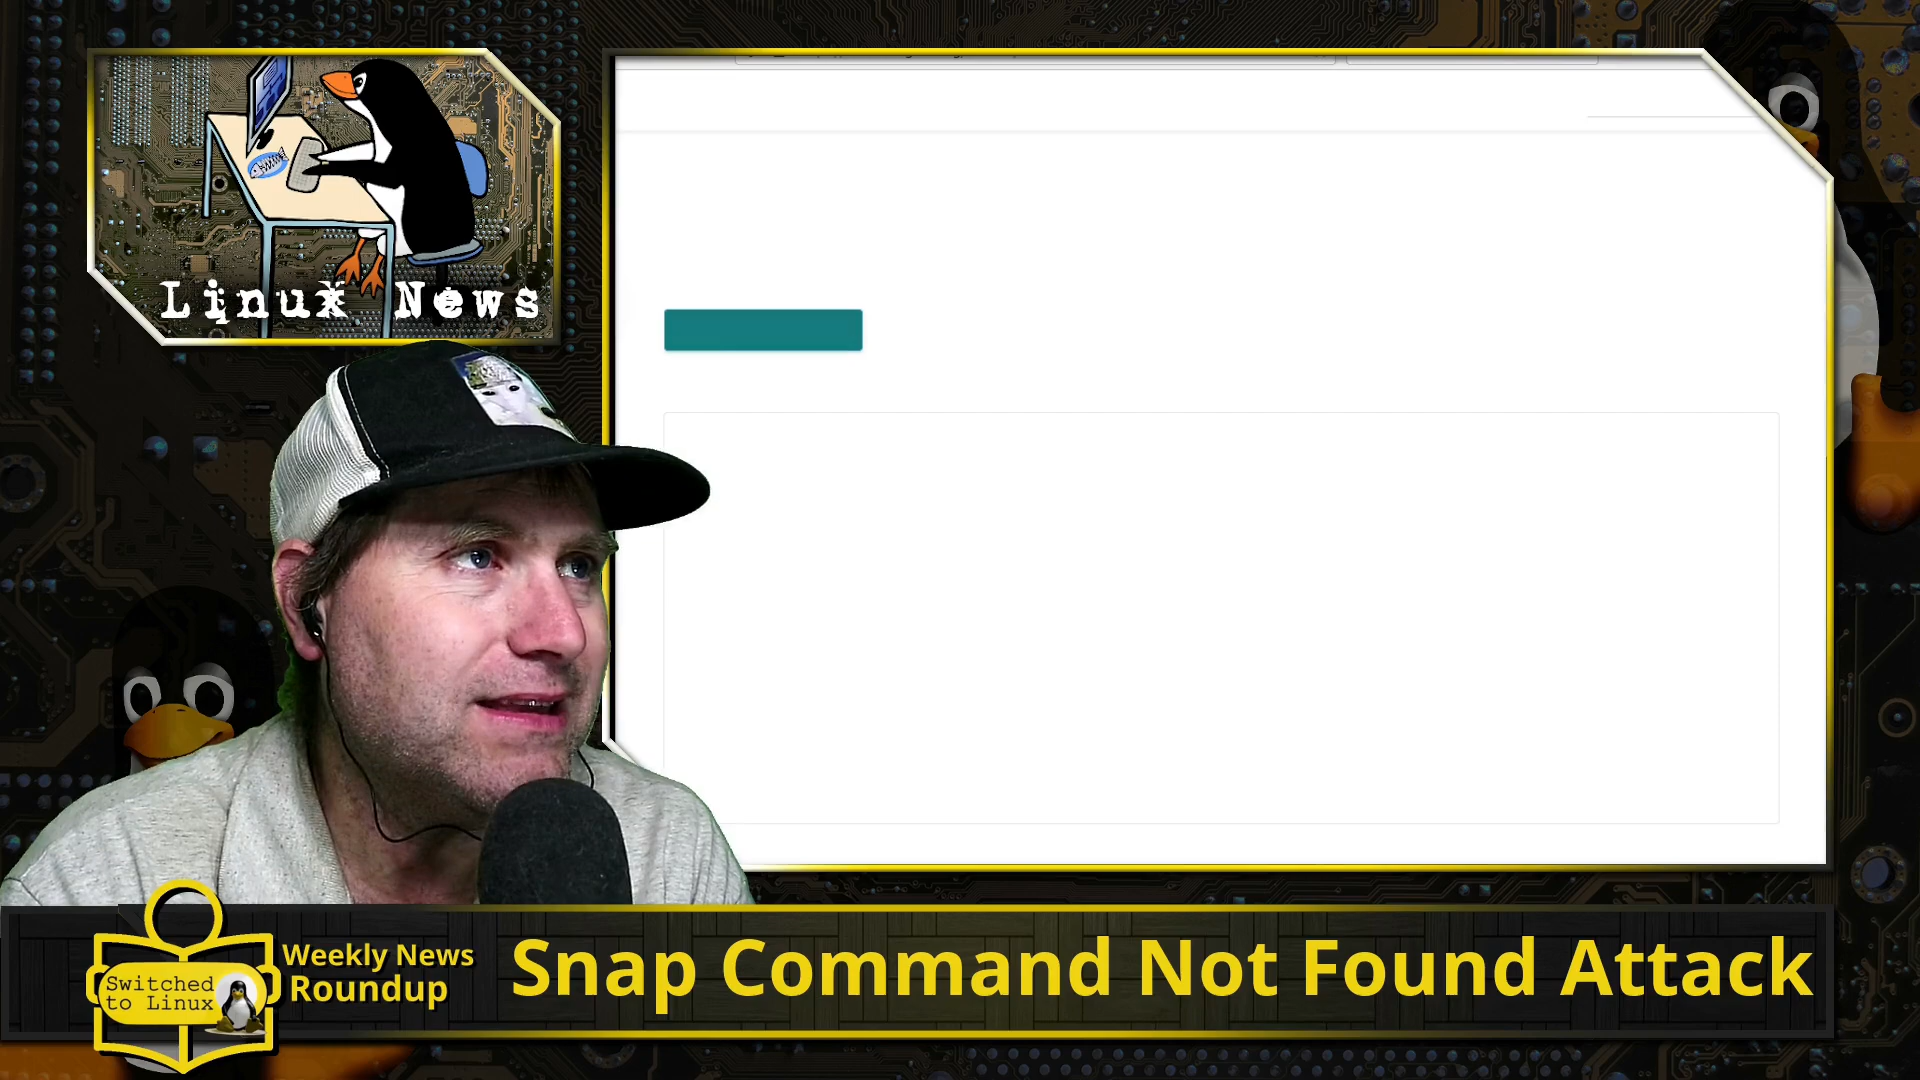 Linux News
Switched
to Linux
Weekly News
Roundup
Snap Command Not Found Attack